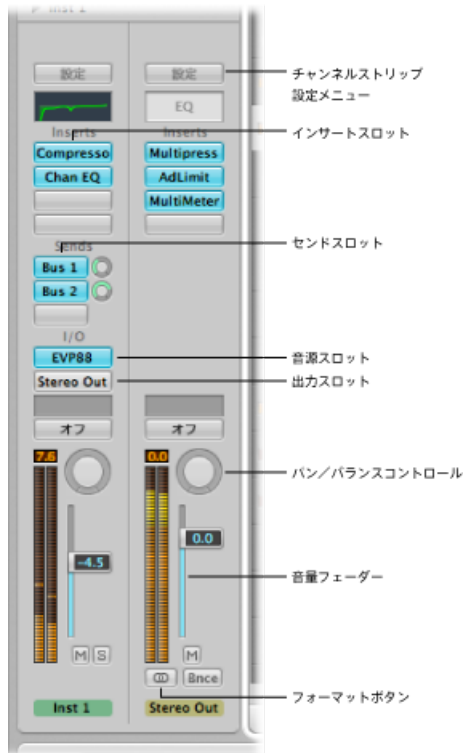 Inst 1
設定
設定
チャンネルストリップ
設定メニュー
EQ
Inserts
Inserts
インサートスロット
Compresso
Multipress
Chan EQ
AdLimit
MultiMeter
Sends
センドスロット
Bus 1
Bus 2
I/O
EVP88
音源スロット
Stereo Out
出力スロット
オフ
オフ
7.6
0.0
パン／バランスコントロール
0.0
-4.5
音量フェーダー
M S
M
Bnce
フォーマットボタン
Inst 1
Stereo Out